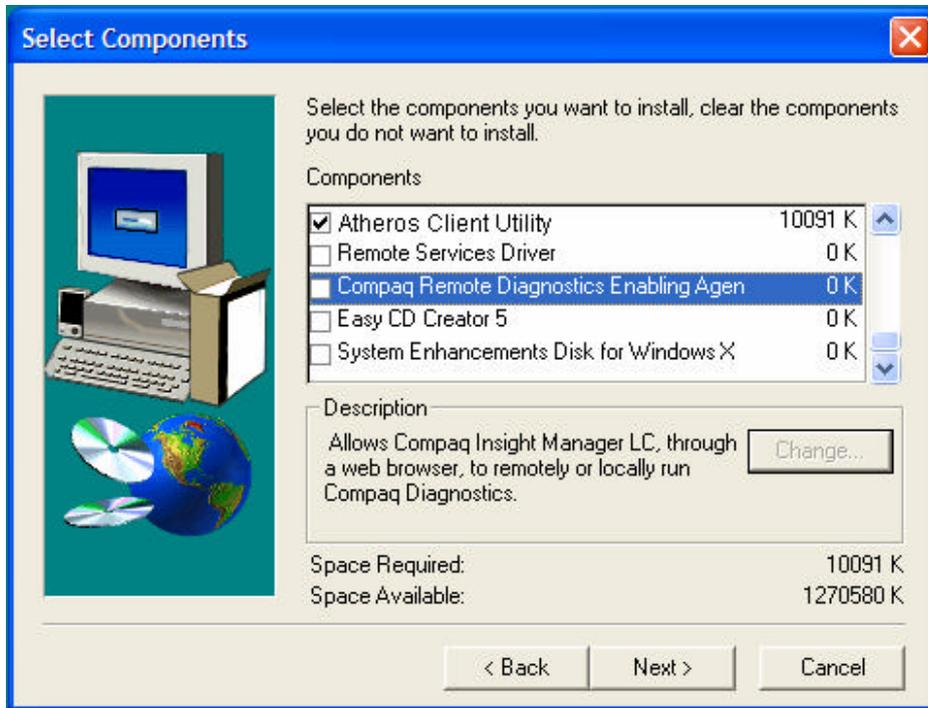 Select Components
Select the components you want to install, clear the components
you do not want to install.
Components
Atheros Client Utility 10091 K
Remote Services Driver 0 K
Compaq Remote Diagnostics Enabling Agen 0 K
Easy CD Creator 5 0 K
System Enhancements Disk for Windows X 0 K
Description
Allows Compaq Insight Manager LC, through
a web browser, to remotely or locally run
Compaq Diagnostics.
Change...
Space Required: 10091 K
Space Available: 1270580 K
< Back Next > Cancel